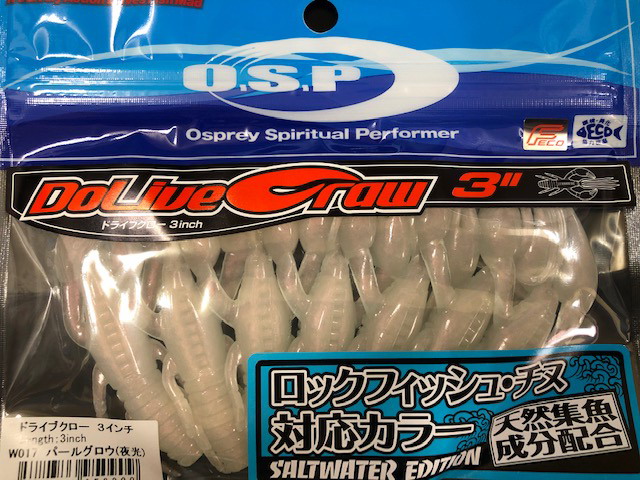 O.S.P
Osprey Spiritual Performer
FECO
ECO
DoLiveCraw 3"
ドライブクロー 3inch
ロックフィッシュ・チヌ
対応カラー
天然集魚
成分配合
SALTWATER EDITION
ドライブクロー 3インチ
Length:3inch
W017 パールグロウ(夜光)